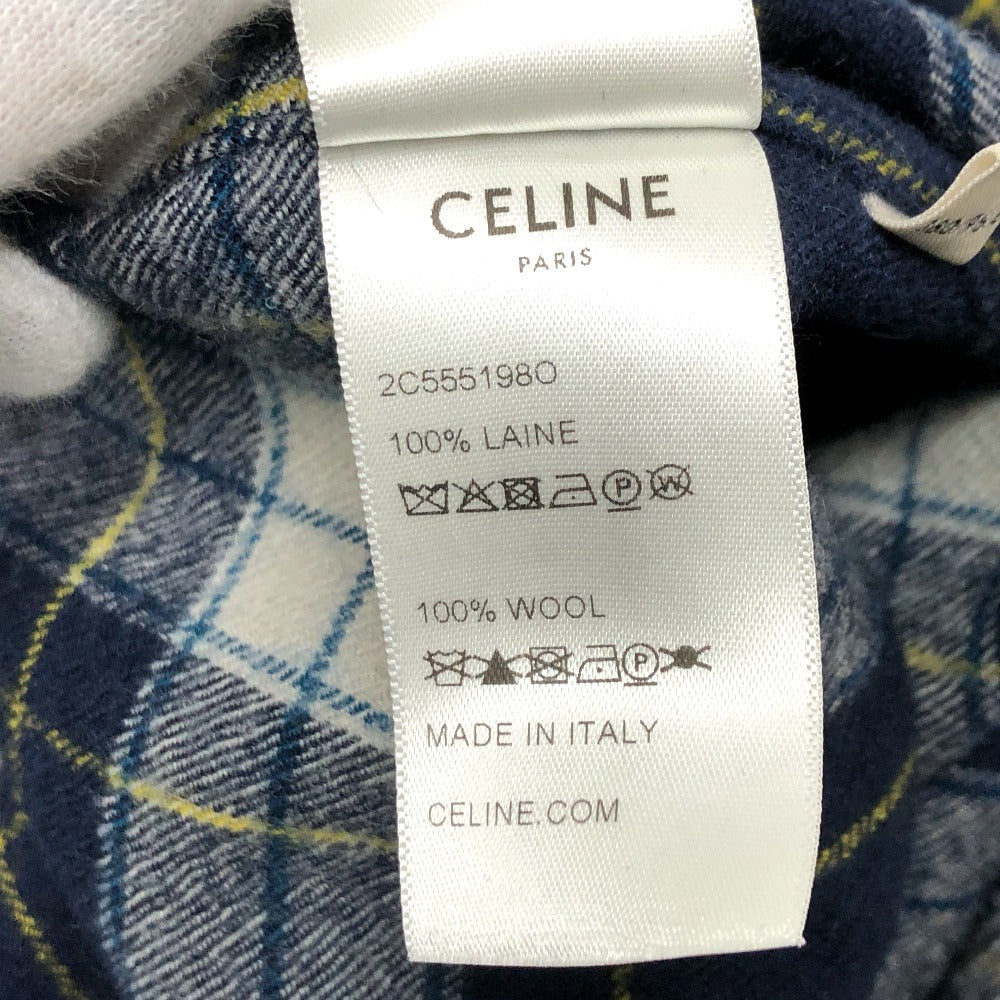 CELINE
PARIS
2C555198O
100% LAINE
P W
100% WOOL
P
MADE IN ITALY
CELINE.COM